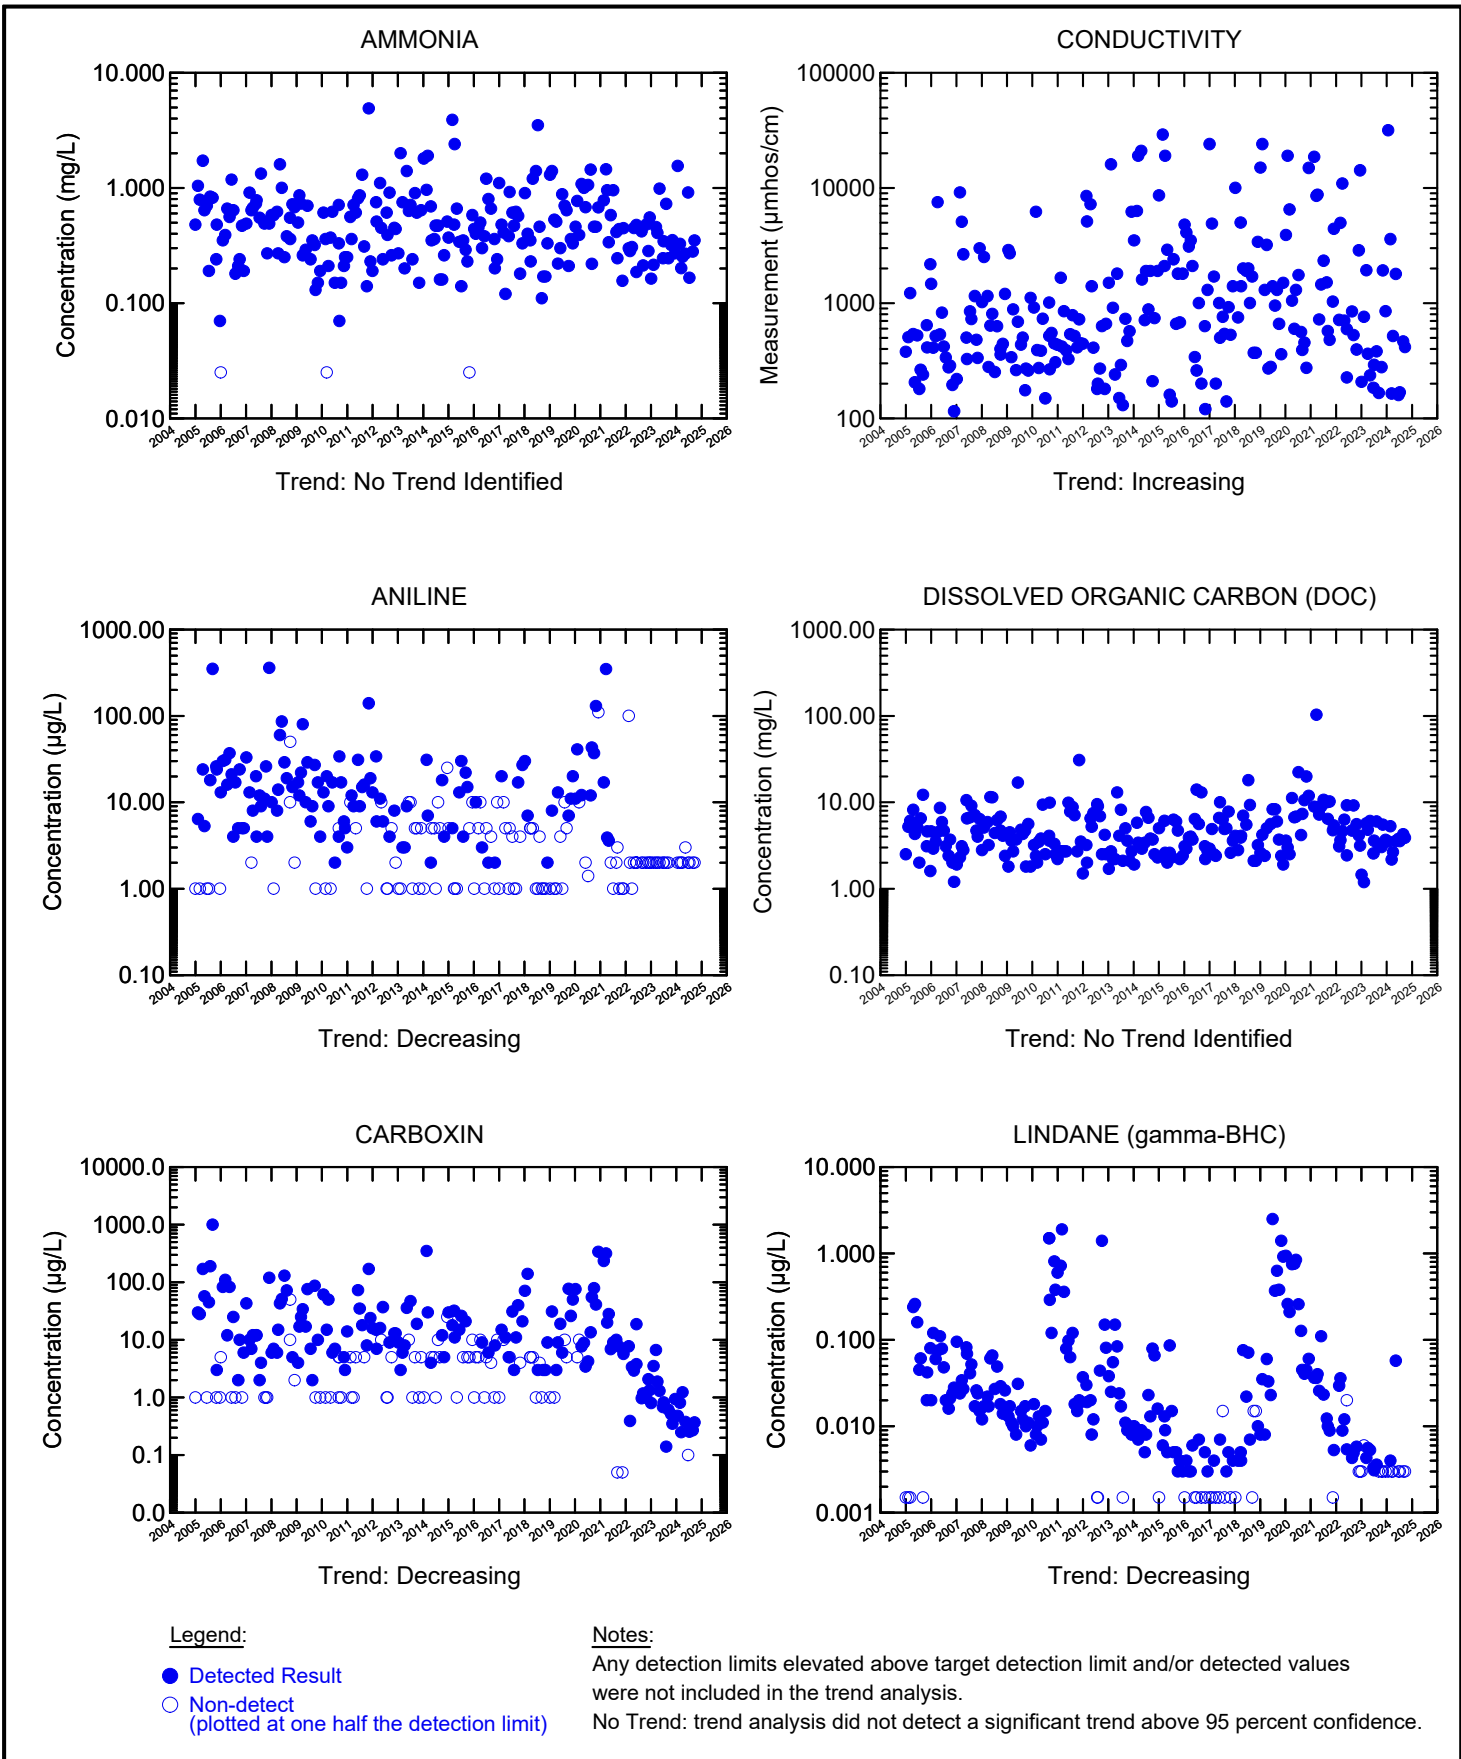 AMMONIA
Concentration (mg/L)
10.000
1.000
0.100
0.010
2004 2005 2006 2007 2008 2009 2010 2011 2012 2013 2014 2015 2016 2017 2018 2019 2020 2021 2022 2023 2024 2025 2026
Trend: No Trend Identified
CONDUCTIVITY
Measurement (µmhos/cm)
100000
10000
1000
100
2004 2005 2006 2007 2008 2009 2010 2011 2012 2013 2014 2015 2016 2017 2018 2019 2020 2021 2022 2023 2024 2025 2026
Trend: Increasing
ANILINE
Concentration (µg/L)
1000.00
100.00
10.00
1.00
0.10
2004 2005 2006 2007 2008 2009 2010 2011 2012 2013 2014 2015 2016 2017 2018 2019 2020 2021 2022 2023 2024 2025 2026
Trend: Decreasing
DISSOLVED ORGANIC CARBON (DOC)
Concentration (mg/L)
1000.00
100.00
10.00
1.00
0.10
2004 2005 2006 2007 2008 2009 2010 2011 2012 2013 2014 2015 2016 2017 2018 2019 2020 2021 2022 2023 2024 2025 2026
Trend: No Trend Identified
CARBOXIN
Concentration (µg/L)
10000.0
1000.0
100.0
10.0
1.0
0.1
0.0
2004 2005 2006 2007 2008 2009 2010 2011 2012 2013 2014 2015 2016 2017 2018 2019 2020 2021 2022 2023 2024 2025 2026
Trend: Decreasing
LINDANE (gamma-BHC)
Concentration (µg/L)
10.000
1.000
0.100
0.010
0.001
2004 2005 2006 2007 2008 2009 2010 2011 2012 2013 2014 2015 2016 2017 2018 2019 2020 2021 2022 2023 2024 2025 2026
Trend: Decreasing
Legend:
Detected Result
Non-detect
(plotted at one half the detection limit)
Notes:
Any detection limits elevated above target detection limit and/or detected values
were not included in the trend analysis.
No Trend: trend analysis did not detect a significant trend above 95 percent confidence.